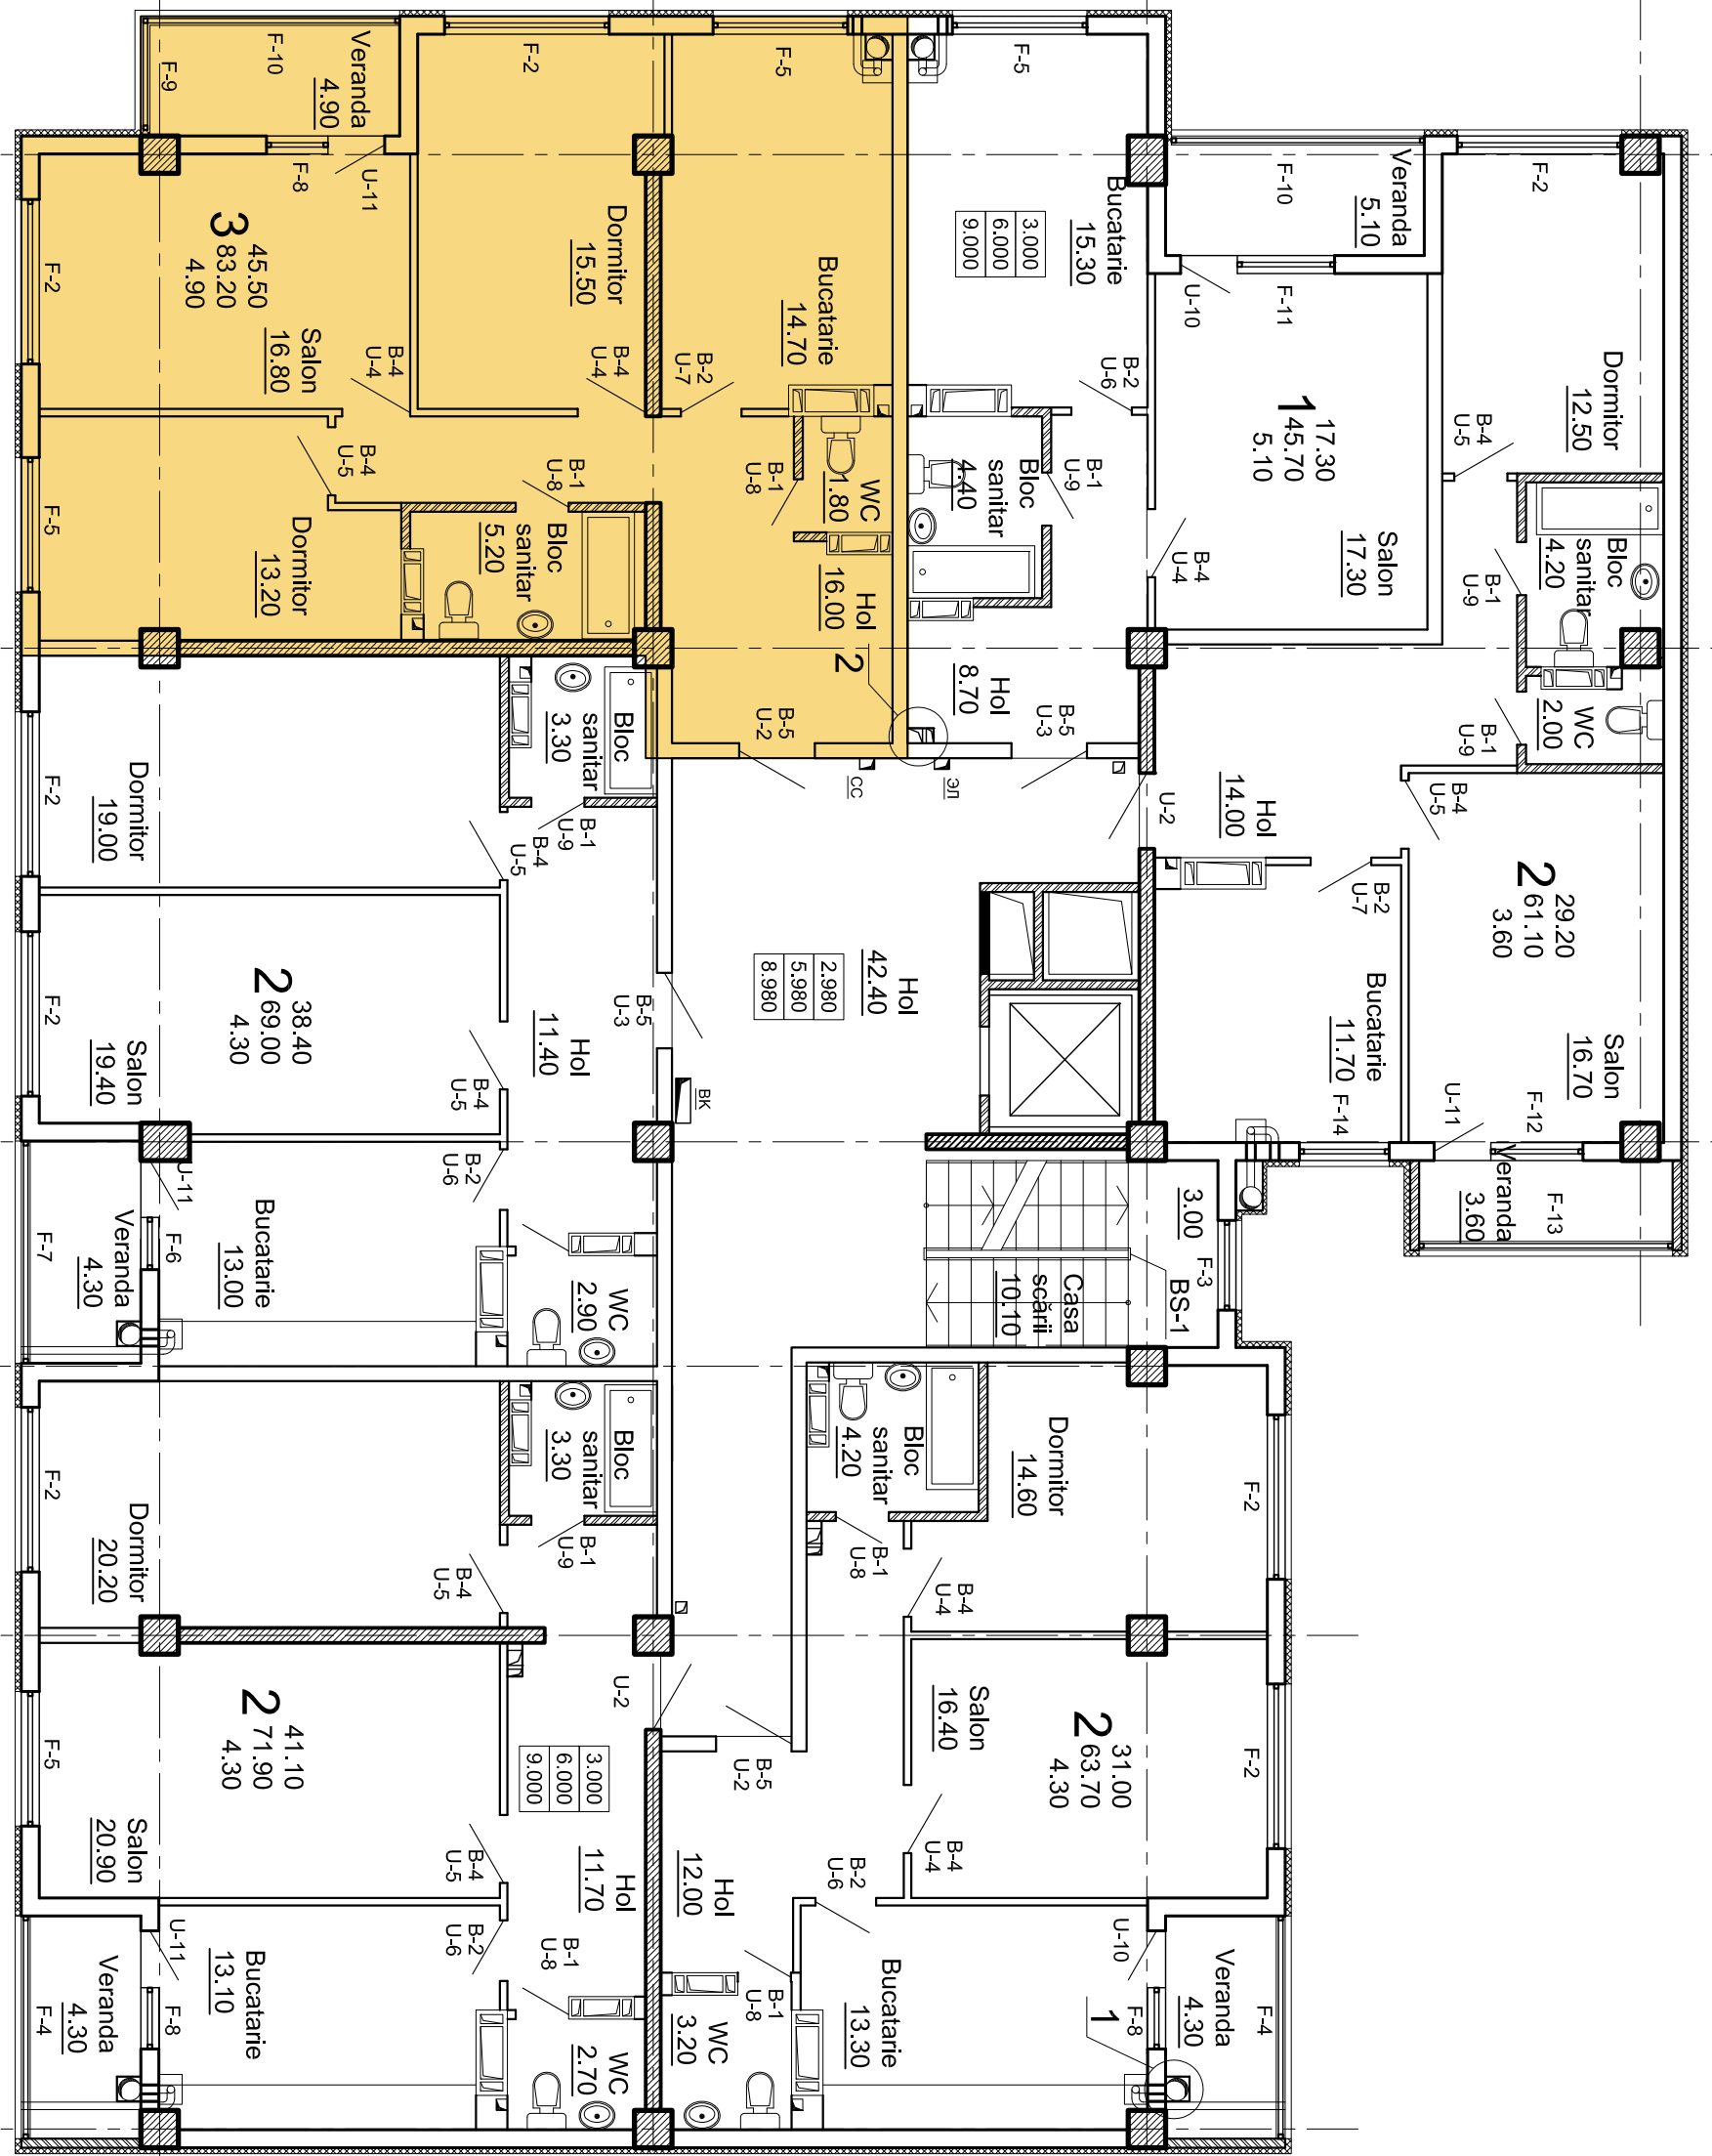 Veranda
4.90
F-10
F-9
F-8
U-11
F-2
F-5
F-5
3
45.50
83.20
4.90
Salon
16.80
F-2
B-4
U-4
Dormitor
15.50
B-4
U-4
Bucatarie
14.70
B-2
U-7
Dormitor
13.20
F-5
B-4
U-5
B-1
U-8
Bloc
sanitar
5.20
WC
1.80
B-1
U-8
Hol
16.00
2
B-5
U-2
Bucatarie
15.30
3.000
6.000
9.000
B-2
U-6
Bloc
sanitar
4.40
B-1
U-9
Hol
8.70
B-5
U-3
СС
ЭЛ
Veranda
5.10
F-10
U-10
F-11
1
17.30
45.70
5.10
Salon
17.30
B-4
U-4
F-2
Dormitor
12.50
B-4
U-5
Bloc
sanitar
4.20
B-1
U-9
WC
2.00
B-1
U-9
U-2
Hol
14.00
B-4
U-5
B-2
U-7
2
29.20
61.10
3.60
Salon
16.70
Bucatarie
11.70
F-14
U-11
F-12
Veranda
3.60
F-13
Dormitor
19.00
F-2
Bloc
sanitar
3.30
B-1
U-9
B-4
U-5
2
38.40
69.00
4.30
Salon
19.40
F-2
Hol
11.40
B-5
U-3
B-4
U-5
ВК
Hol
42.40
2.980
5.980
8.980
U-11
B-2
U-6
Bucatarie
13.00
F-6
Veranda
4.30
F-7
WC
2.90
3.00
F-3
BS-1
Casa
scării
10.10
Dormitor
20.20
F-2
Bloc
sanitar
3.30
B-1
U-9
B-4
U-5
2
41.10
71.90
4.30
Salon
20.90
F-5
U-2
3.000
6.000
9.000
Hol
11.70
B-4
U-5
B-2
U-6
B-1
U-8
U-11
Bucatarie
13.10
F-8
Veranda
4.30
F-4
WC
2.70
Bloc
sanitar
4.20
B-1
U-8
Dormitor
14.60
F-2
B-4
U-4
Salon
16.40
2
31.00
63.70
4.30
F-2
B-5
U-2
B-4
U-4
B-2
U-6
Hol
12.00
B-1
U-8
WC
3.20
Bucatarie
13.30
U-10
F-8
1
Veranda
4.30
F-4